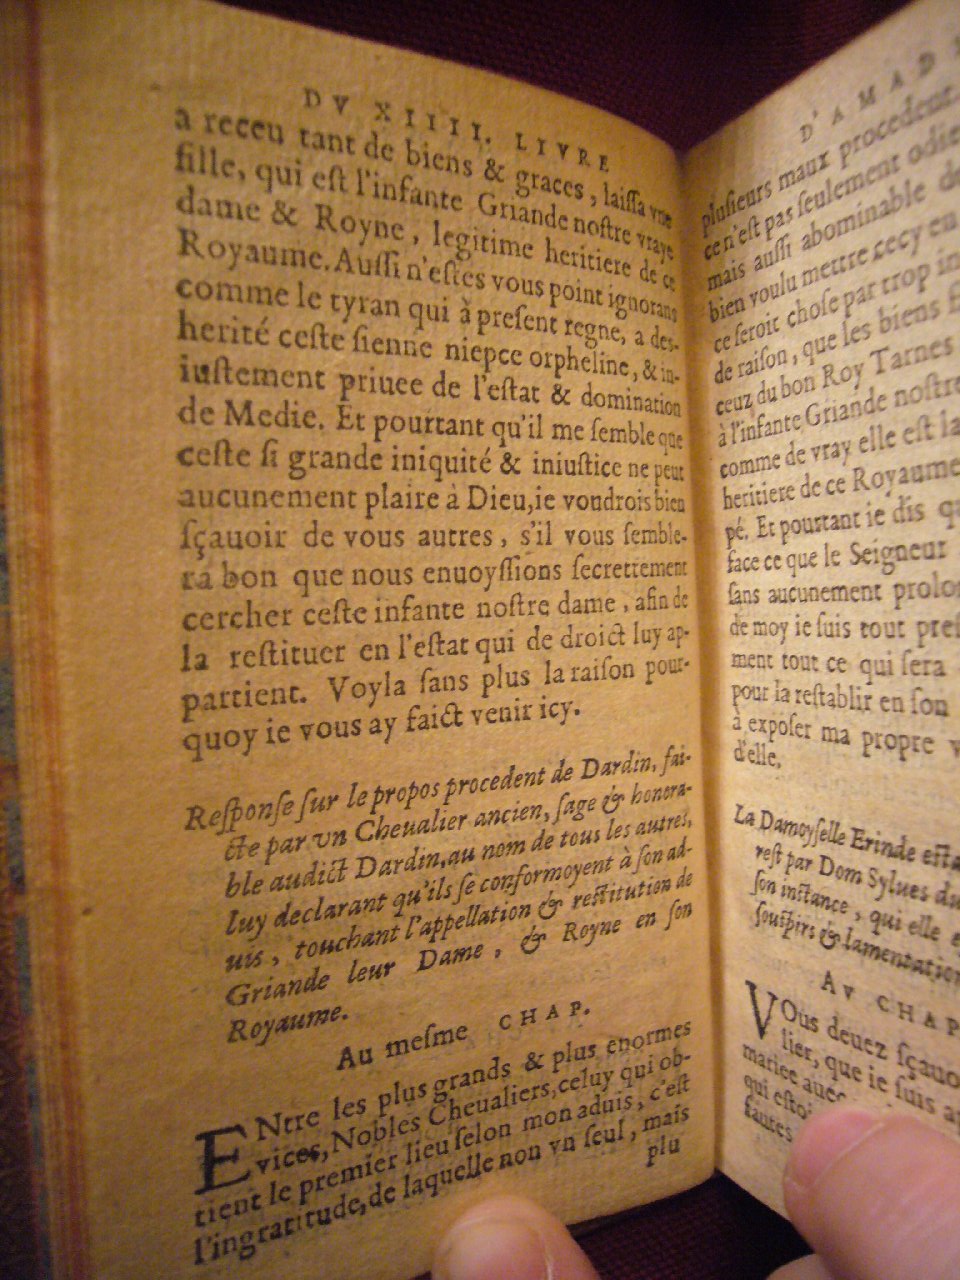 DV XIIII. LIVRE
a receu tant de biens & graces, laiſſa vne
fille, qui eſt l'infante Griande noſtre vraye
dame & Royne, legitime heritiere de ce
Royaume. Auſſi n'eſtes vous point ignorans
comme le tyran qui à preſent regne, a des-
herité ceſte ſienne niepce orpheline, & in-
iuſtement priuee de l'eſtat & domination
de Medie. Et pourtant qu'il me ſemble que
ceſte ſi grande iniquité & iniuſtice ne peut
aucunement plaire à Dieu, ie voudrois bien
ſçauoir de vous autres, s'il vous ſemble-
ra bon que nous enuoyſſions ſecrettement
cercher ceſte infante noſtre dame, afin de
la reſtituer en l'eſtat qui de droict luy ap-
partient. Voyla ſans plus la raiſon pour-
quoy ie vous ay faict venir icy.
Reſponſe ſur le propos procedent de Dardin, fai-
cte par vn Cheualier ancien, ſage & honora-
ble audict Dardin, au nom de tous les autres,
luy declarant qu'ils ſe conformoyent à ſon ad-
uis, touchant l'appellation & reſtitution de
Griande leur Dame, & Royne en ſon
Royaume.
Au meſme CHAP.
ENtre les plus grands & plus enormes
vices, Nobles Cheualiers, celuy qui ob-
tient le premier lieu ſelon mon aduis, c'eſt
l'ingratitude, de laquelle non vn ſeul, mais
plu
D'AMAD
pluſieurs maux procedent
ce n'eſt pas ſeulement odie
mais auſſi abominable de
bien voulu mettre cecy en
ce ſeroit choſe par trop in
de raiſon, que les biens f
ceuz du bon Roy Tarnes
à l'infante Griande noſtre
comme de vray elle eſt la
heritiere de ce Royaume
pé. Et pourtant ie dis q
face ce que le Seigneur
ſans aucunement prolo
de moy ie ſuis tout preſ
ment tout ce qui ſera
pour la reſtablir en ſon
à expoſer ma propre v
d'elle.
La Damoyſelle Erinde eſta
reſt par Dom Sylues du
ſon inſtance, qui elle e
ſouſpirs & lamentation
AV CHAP
VOus deuez ſçauo
lier, que ie ſuis a
mariee auec
qui eſtoi
fautes